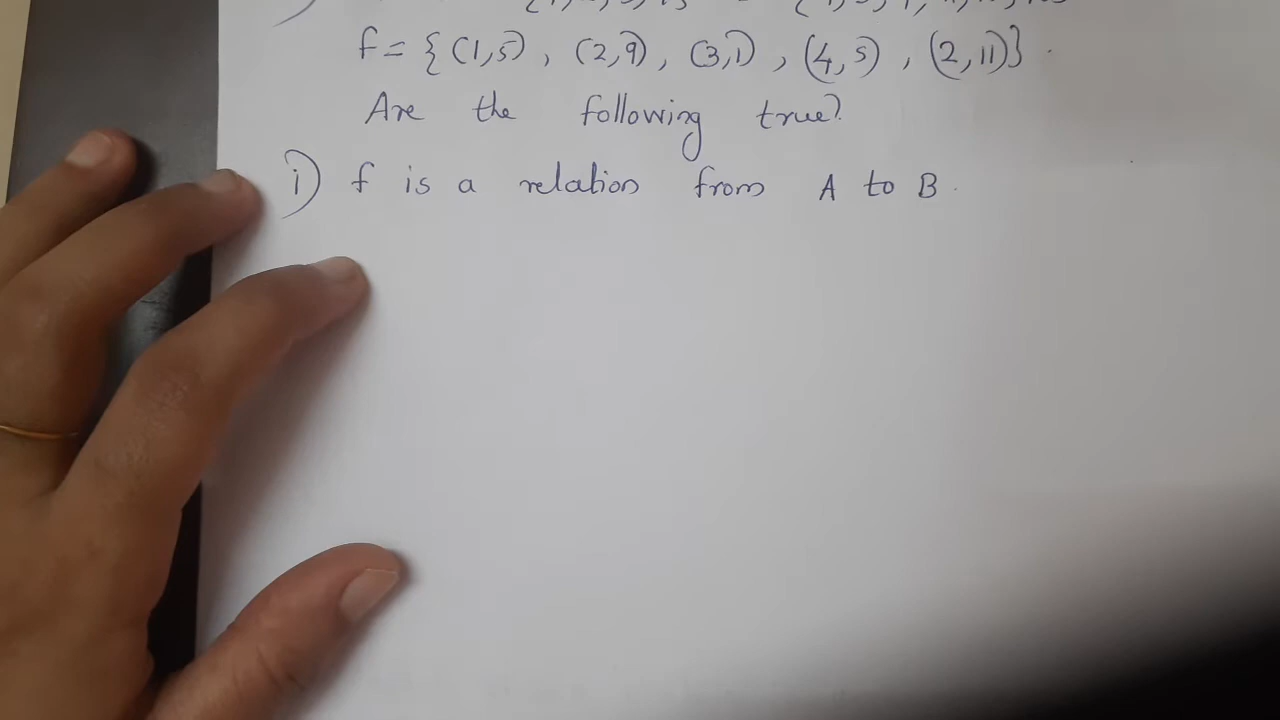 f = {(1,5), (2,9), (3,1), (4,5), (2,11)}.
Are the following true?
i) f is a relation from A to B.